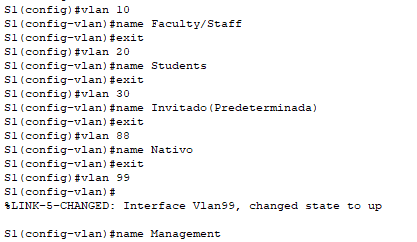 S1(config)#vlan 10
S1(config-vlan)#name Faculty/Staff
S1(config-vlan)#exit
S1(config)#vlan 20
S1(config-vlan)#name Students
S1(config-vlan)#exit
S1(config)#vlan 30
S1(config-vlan)#name Invitado(Predeterminada)
S1(config-vlan)#exit
S1(config)#vlan 88
S1(config-vlan)#name Nativo
S1(config-vlan)#exit
S1(config)#vlan 99
S1(config-vlan)#
%LINK-5-CHANGED: Interface Vlan99, changed state to up
S1(config-vlan)#name Management